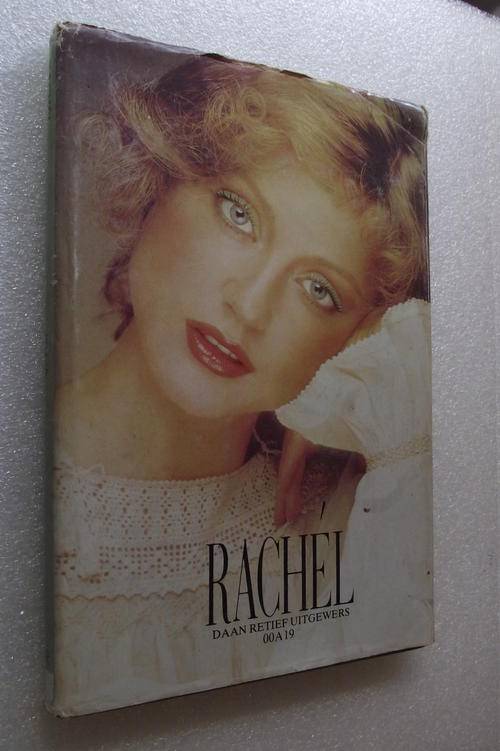 RACHÉL
DAAN RETIEF UITGEWERS
00A19